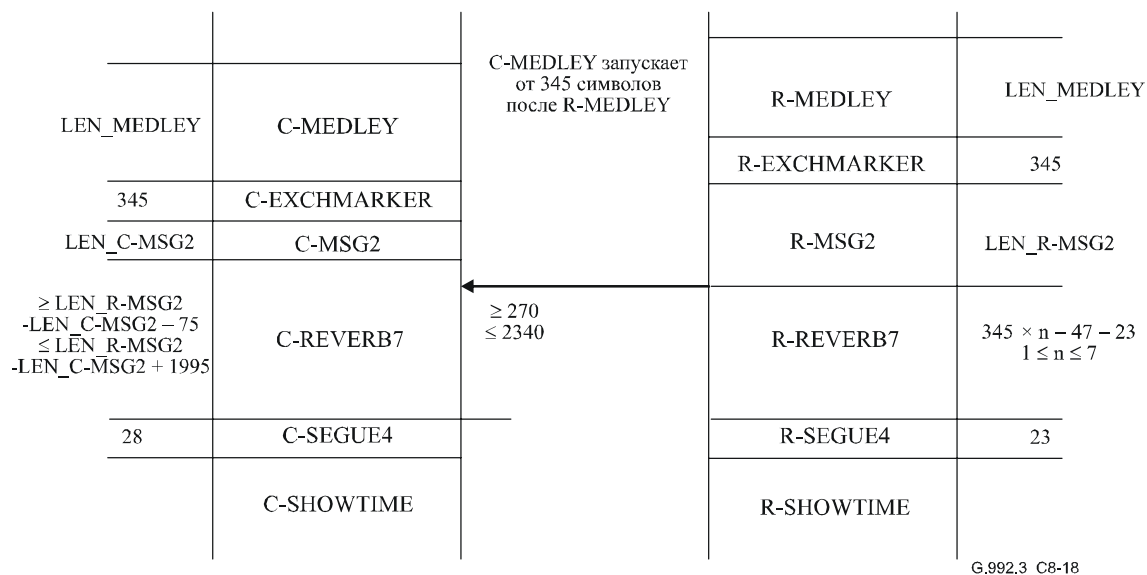 C-MEDLEY запускает
от 345 символов
после R-MEDLEY
LEN_MEDLEY
C-MEDLEY
R-MEDLEY
LEN_MEDLEY
R-EXCHMARKER
345
345
C-EXCHMARKER
LEN_C-MSG2
C-MSG2
R-MSG2
LEN_R-MSG2
≥ LEN_R-MSG2
-LEN_C-MSG2 – 75
≤ LEN_R-MSG2
-LEN_C-MSG2 + 1995
C-REVERB7
≥ 270
≤ 2340
R-REVERB7
345 × n – 47 – 23
1 ≤ n ≤ 7
28
C-SEGUE4
R-SEGUE4
23
C-SHOWTIME
R-SHOWTIME
G.992.3_C8-18